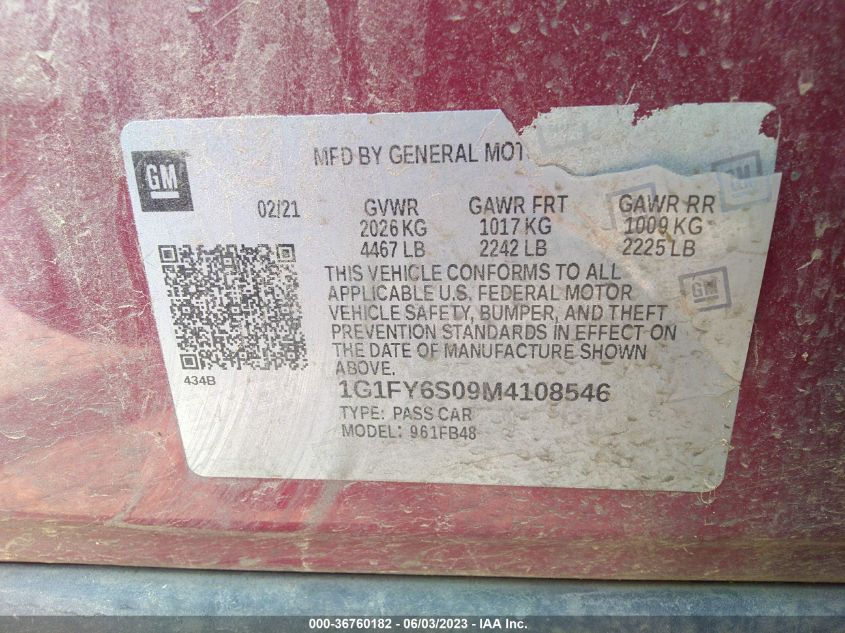 MFD BY GENERAL
GM
GM
02/21 GVWR GAWR FRT GAWR RR
2026 KG 1017 KG 1009 KG
4467 LB 2242 LB 2225 LB
GM
THIS VEHICLE CONFORMS TO ALL
APPLICABLE U.S. FEDERAL MOTOR
VEHICLE SAFETY, BUMPER, AND THEFT
PREVENTION STANDARDS IN EFFECT ON
THE DATE OF MANUFACTURE SHOWN
ABOVE.
434B
1G1FY6S09M4108546
TYPE: PASS CAR
MODEL: 961FB48
000-36760182 - 06/03/2023 - IAA Inc.